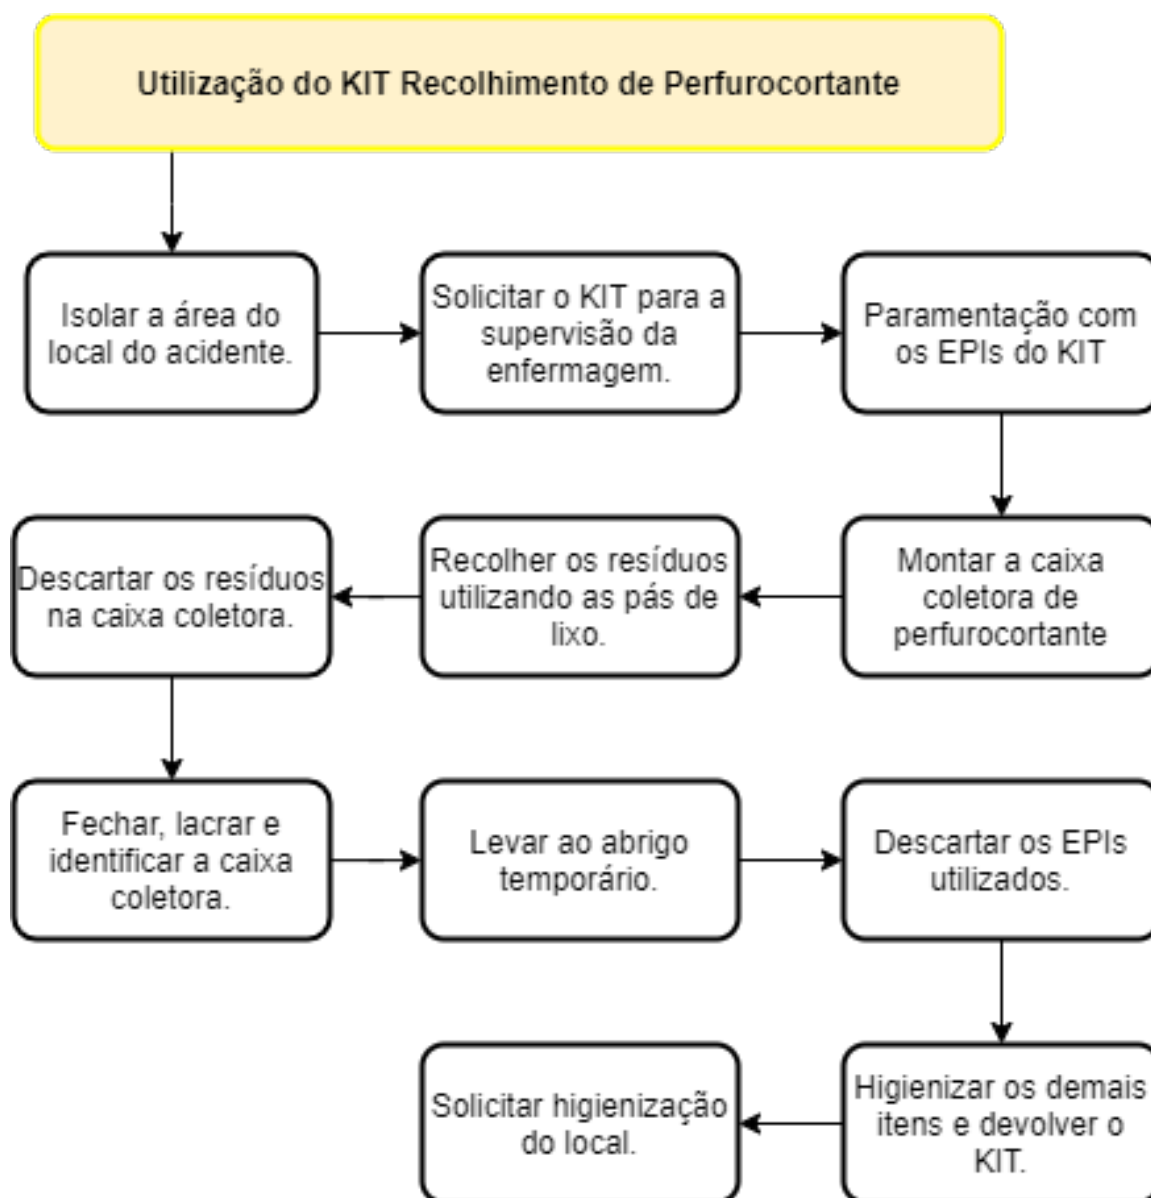 Utilização do KIT Recolhimento de Perfurocortante
Isolar a área do
local do acidente.
Solicitar o KIT para a
supervisão da
enfermagem.
Paramentação com
os EPIs do KIT
Montar a caixa
coletora de
perfurocortante
Recolher os resíduos
utilizando as pás de
lixo.
Descartar os resíduos
na caixa coletora.
Fechar, lacrar e
identificar a caixa
coletora.
Levar ao abrigo
temporário.
Descartar os EPIs
utilizados.
Higienizar os demais
itens e devolver o
KIT.
Solicitar higienização
do local.